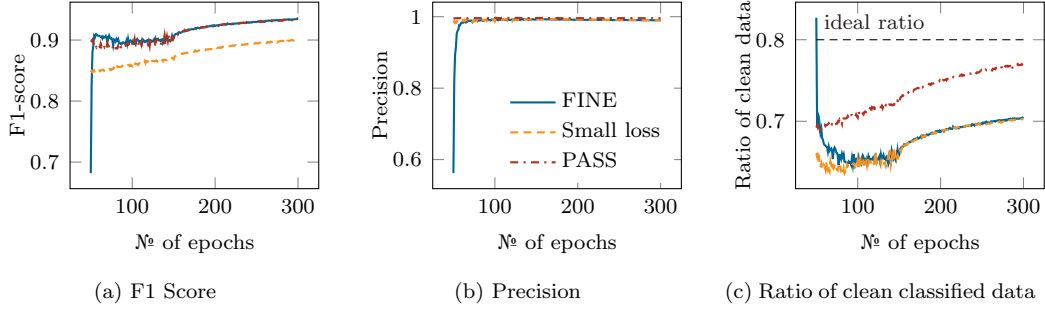 F1-score
0.9
0.8
0.7
100
200
300
№ of epochs
(a) F1 Score
Precision
1
0.8
0.6
FINE
Small loss
PASS
100
200
300
№ of epochs
(b) Precision
Ratio of clean data
0.8
0.7
ideal ratio
100
200
300
№ of epochs
(c) Ratio of clean classified data